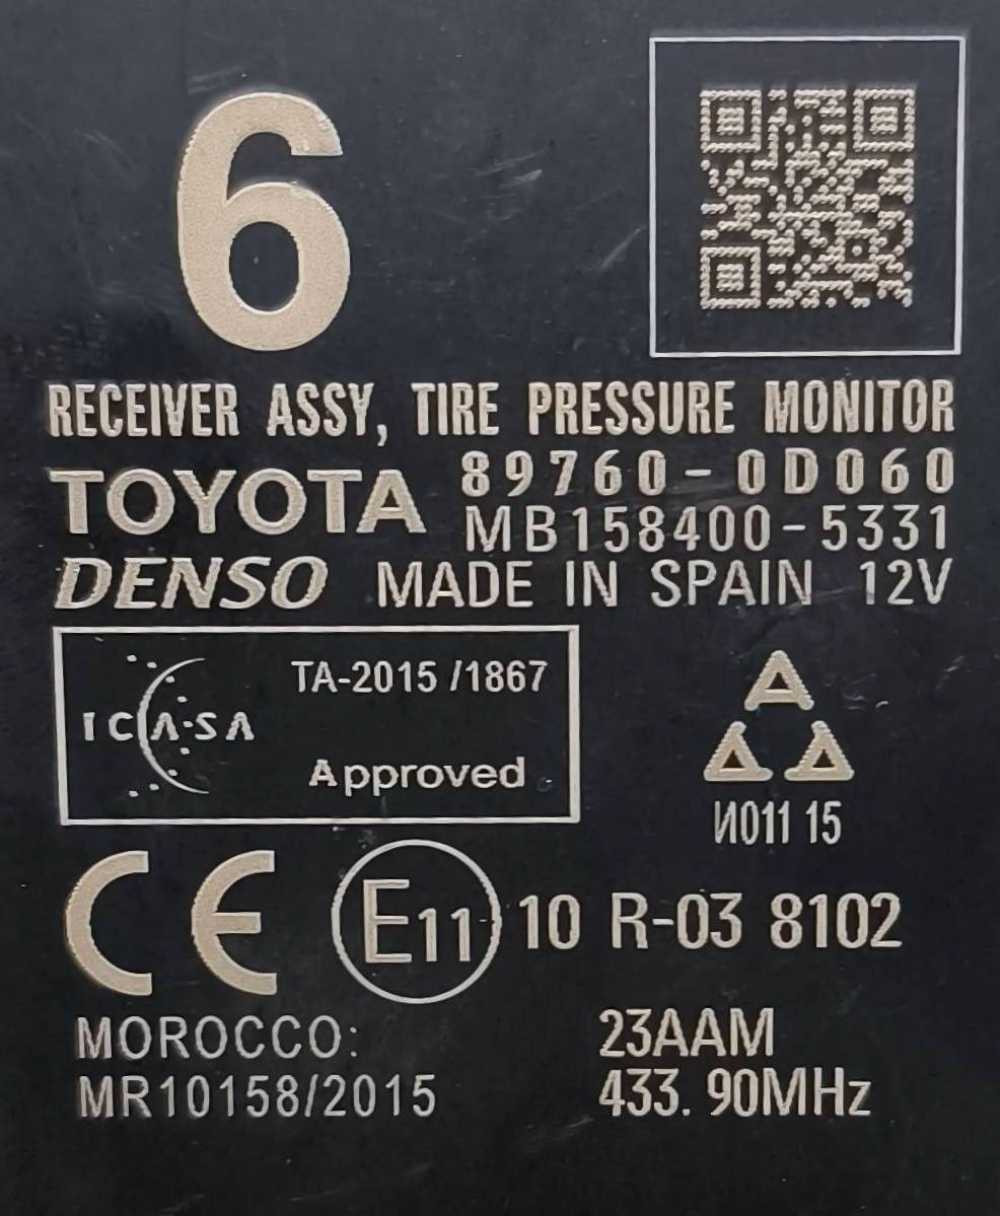 6
RECEIVER ASSY, TIRE PRESSURE MONITOR
TOYOTA 89760-0D060
MB158400-5331
DENSO MADE IN SPAIN 12V
ICASA TA-2015 /1867
Approved
И011 15
CE E11 10 R-03 8102
MOROCCO: 23AAM
MR10158/2015 433.90MHz